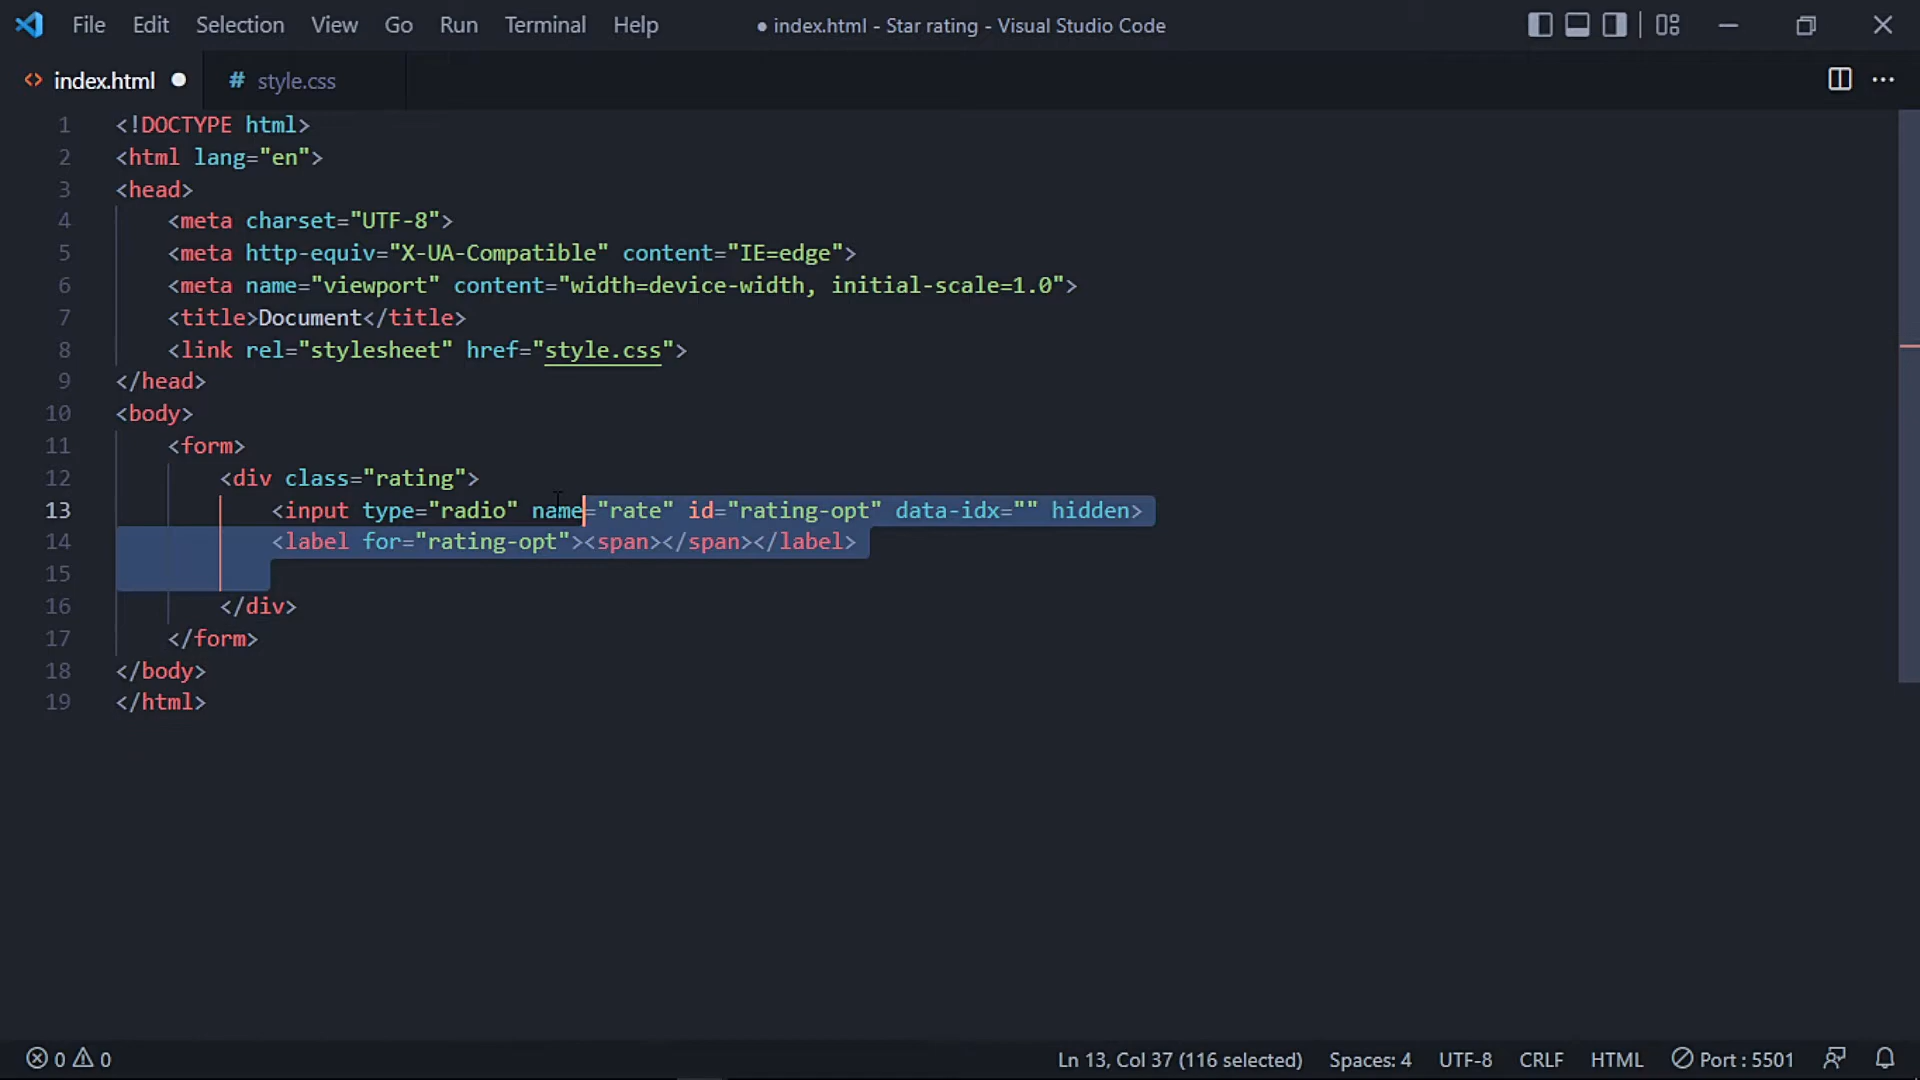 File Edit Selection View Go Run Terminal Help ● index.html - Star rating - Visual Studio Code
<> index.html ● # style.css ···
1 <!DOCTYPE html>
2 <html lang="en">
3 <head>
4     <meta charset="UTF-8">
5     <meta http-equiv="X-UA-Compatible" content="IE=edge">
6     <meta name="viewport" content="width=device-width, initial-scale=1.0">
7     <title>Document</title>
8     <link rel="stylesheet" href="style.css">
9 </head>
10 <body>
11     <form>
12         <div class="rating">
13             <input type="radio" name="rate" id="rating-opt" data-idx="" hidden>
14             <label for="rating-opt"><span></span></label>
15
16         </div>
17     </form>
18 </body>
19 </html>
0 0 Ln 13, Col 37 (116 selected) Spaces: 4 UTF-8 CRLF HTML Port : 5501